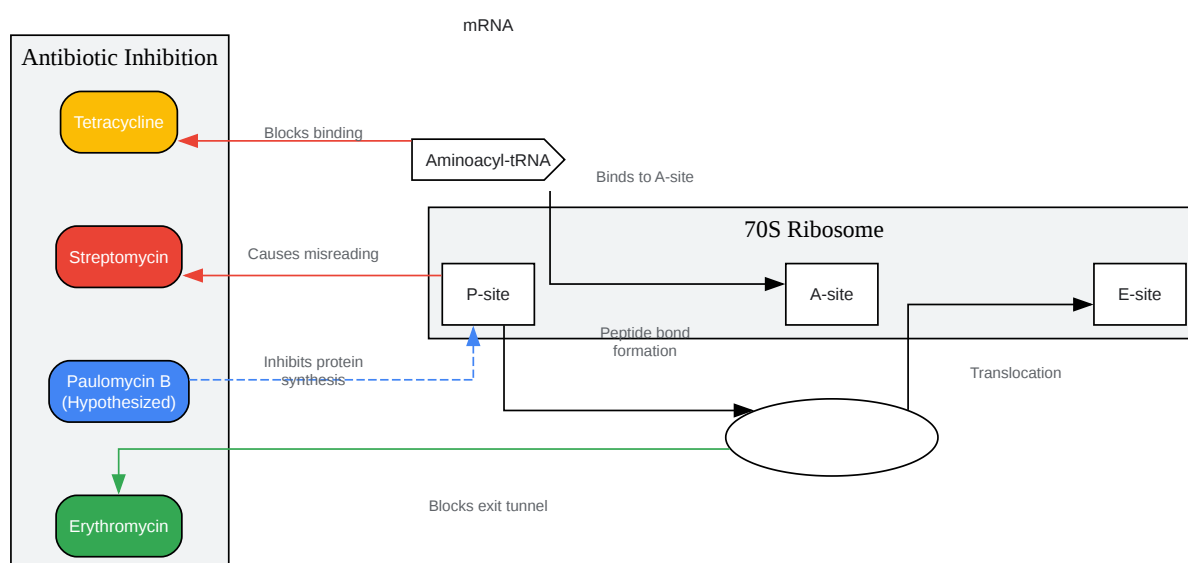 mRNA
Antibiotic Inhibition
Tetracycline
Blocks binding
Aminoacyl-tRNA
Binds to A-site
70S Ribosome
Streptomycin
Causes misreading
P-site
A-site
E-site
Peptide bond
formation
Inhibits protein
synthesis
Translocation
Paulomycin B
(Hypothesized)
Blocks exit tunnel
Erythromycin